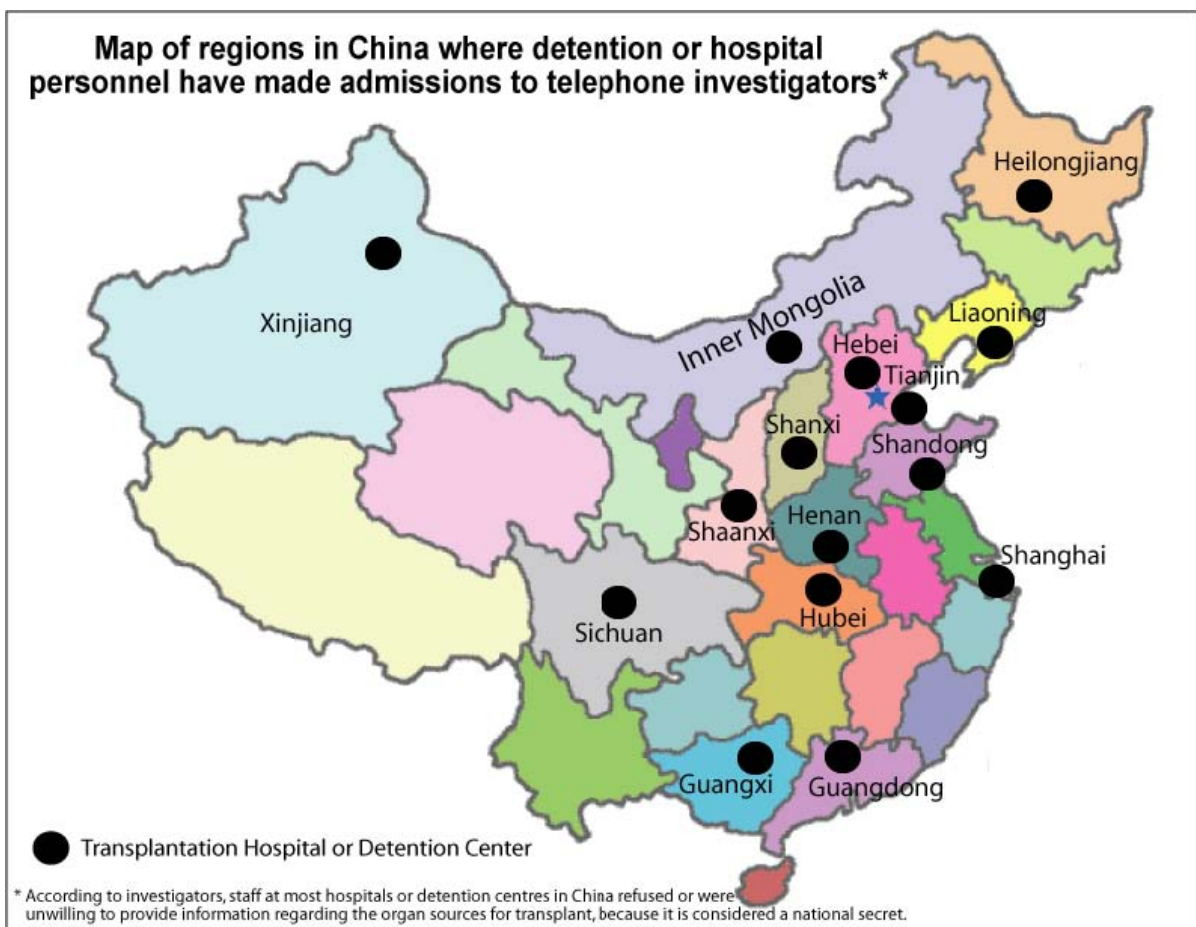 Map of regions in China where detention or hospital
personnel have made admissions to telephone investigators*
Heilongjiang
Xinjiang
Inner Mongolia
Liaoning
Hebei
Tianjin
Shanxi
Shandong
Shaanxi
Henan
Shanghai
Hubei
Sichuan
Guangxi
Guangdong
Transplantation Hospital or Detention Center
* According to investigators, staff at most hospitals or detention centres in China refused or were
unwilling to provide information regarding the organ sources for transplant, because it is considered a national secret.